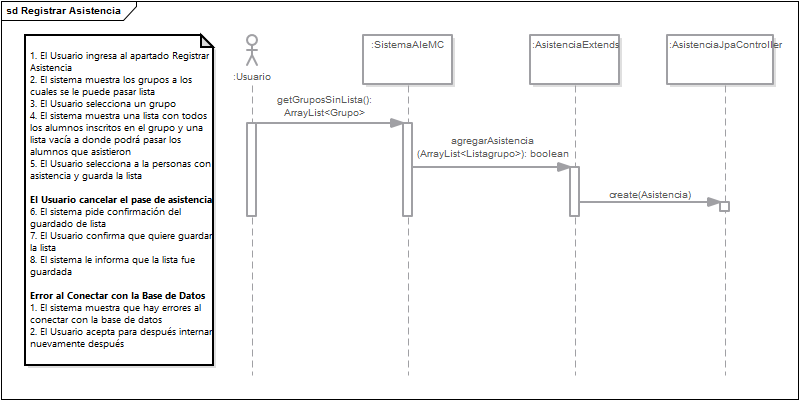 sd Registrar Asistencia
1. El Usuario ingresa al apartado Registrar
Asistencia
2. El sistema muestra los grupos a los
cuales se le puede pasar lista
3. El Usuario selecciona un grupo
4. El sistema muestra una lista con todos
los alumnos inscritos en el grupo y una
lista vacía a donde podrá pasar los
alumnos que asistieron
5. El Usuario selecciona a la personas con
asistencia y guarda la lista
El Usuario cancelar el pase de asistencia
6. El sistema pide confirmación del
guardado de lista
7. El Usuario confirma que quiere guardar
la lista
8. El sistema le informa que la lista fue
guardada
Error al Conectar con la Base de Datos
1. El sistema muestra que hay errores al
conectar con la base de datos
2. El Usuario acepta para después internar
nuevamente después
:Usuario
:SistemaAleMC
:AsistenciaExtends
:AsistenciaJpaController
getGruposSinLista():
ArrayList<Grupo>
agregarAsistencia
(ArrayList<Listagrupo>): boolean
create(Asistencia)